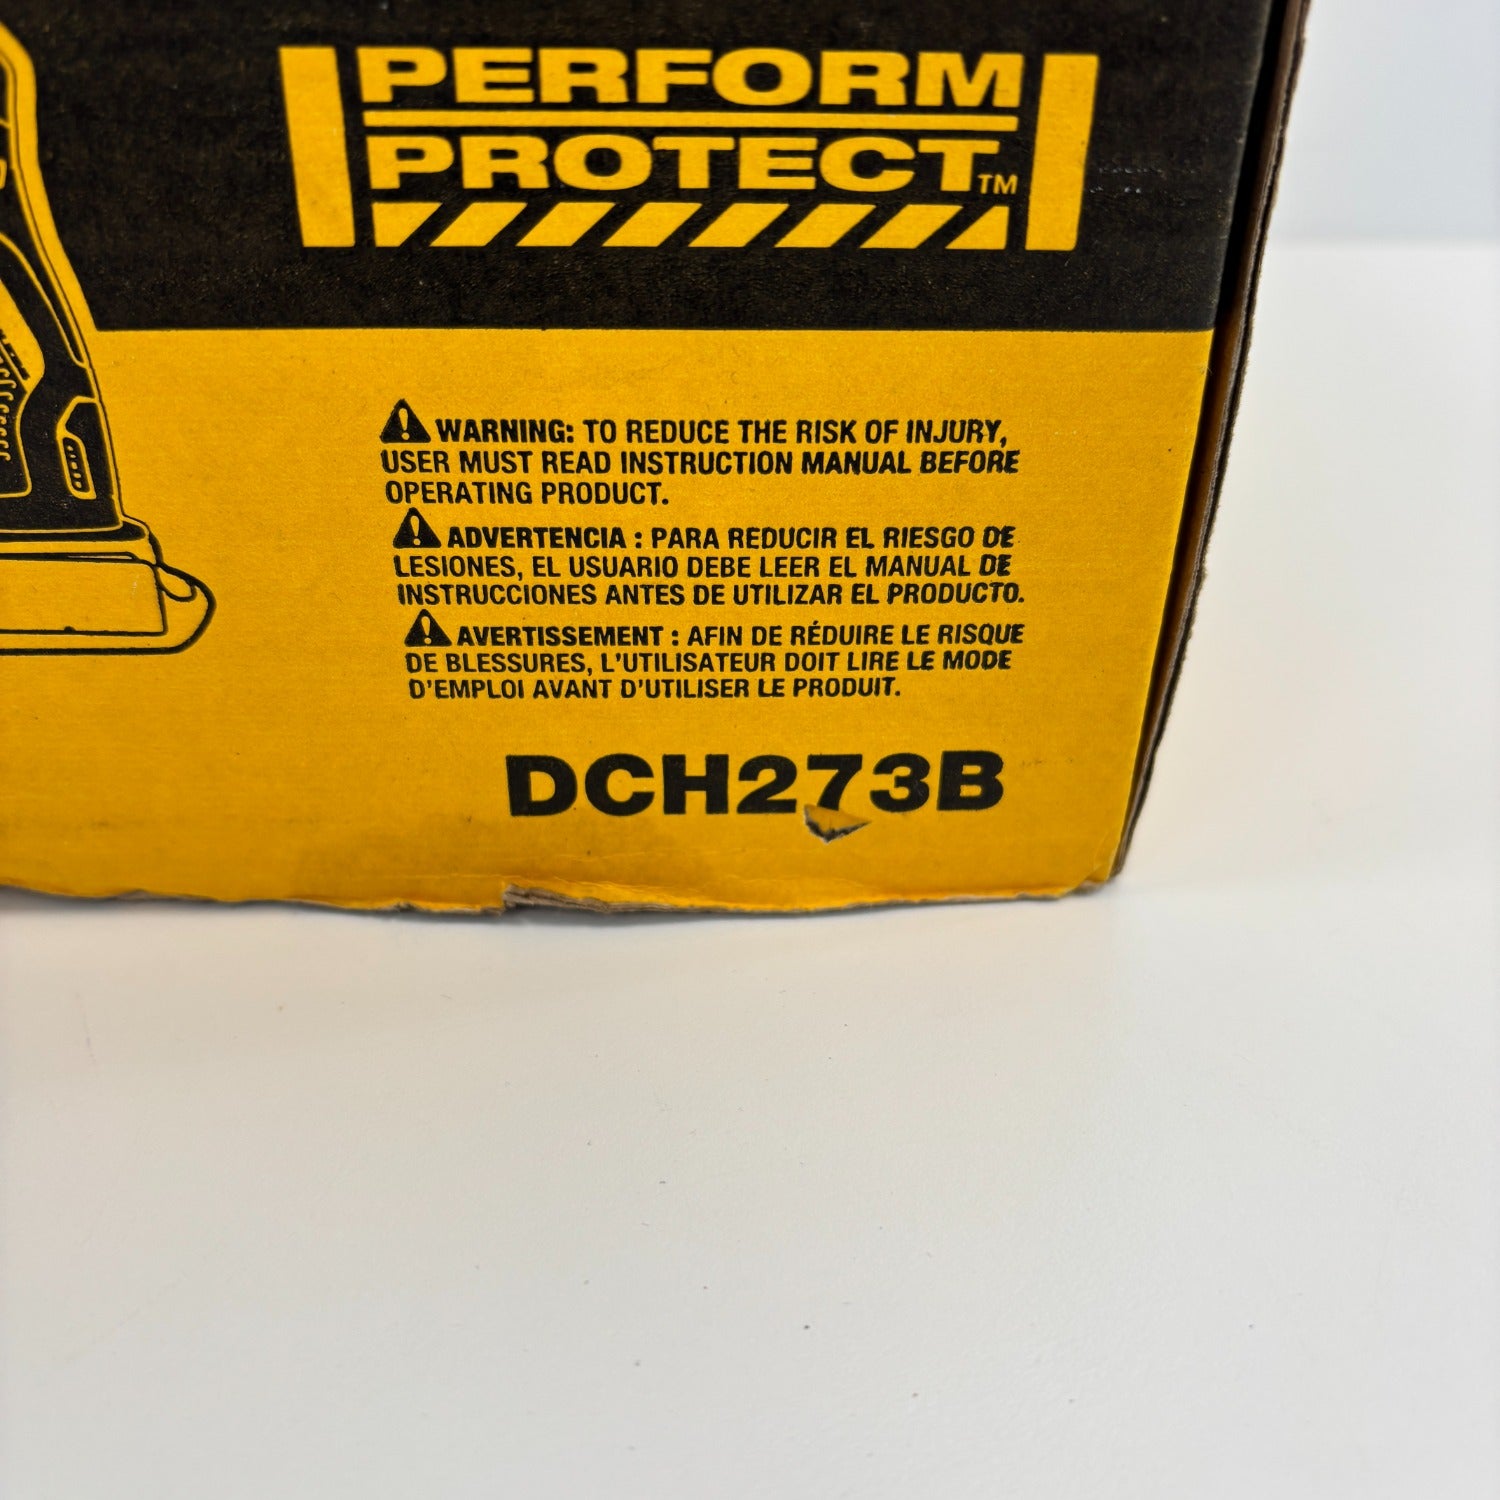 PERFORM
PROTECT™
⚠ WARNING: TO REDUCE THE RISK OF INJURY,
USER MUST READ INSTRUCTION MANUAL BEFORE
OPERATING PRODUCT.
⚠ ADVERTENCIA : PARA REDUCIR EL RIESGO DE
LESIONES, EL USUARIO DEBE LEER EL MANUAL DE
INSTRUCCIONES ANTES DE UTILIZAR EL PRODUCTO.
⚠ AVERTISSEMENT : AFIN DE RÉDUIRE LE RISQUE
DE BLESSURES, L'UTILISATEUR DOIT LIRE LE MODE
D'EMPLOI AVANT D'UTILISER LE PRODUIT.
DCH273B